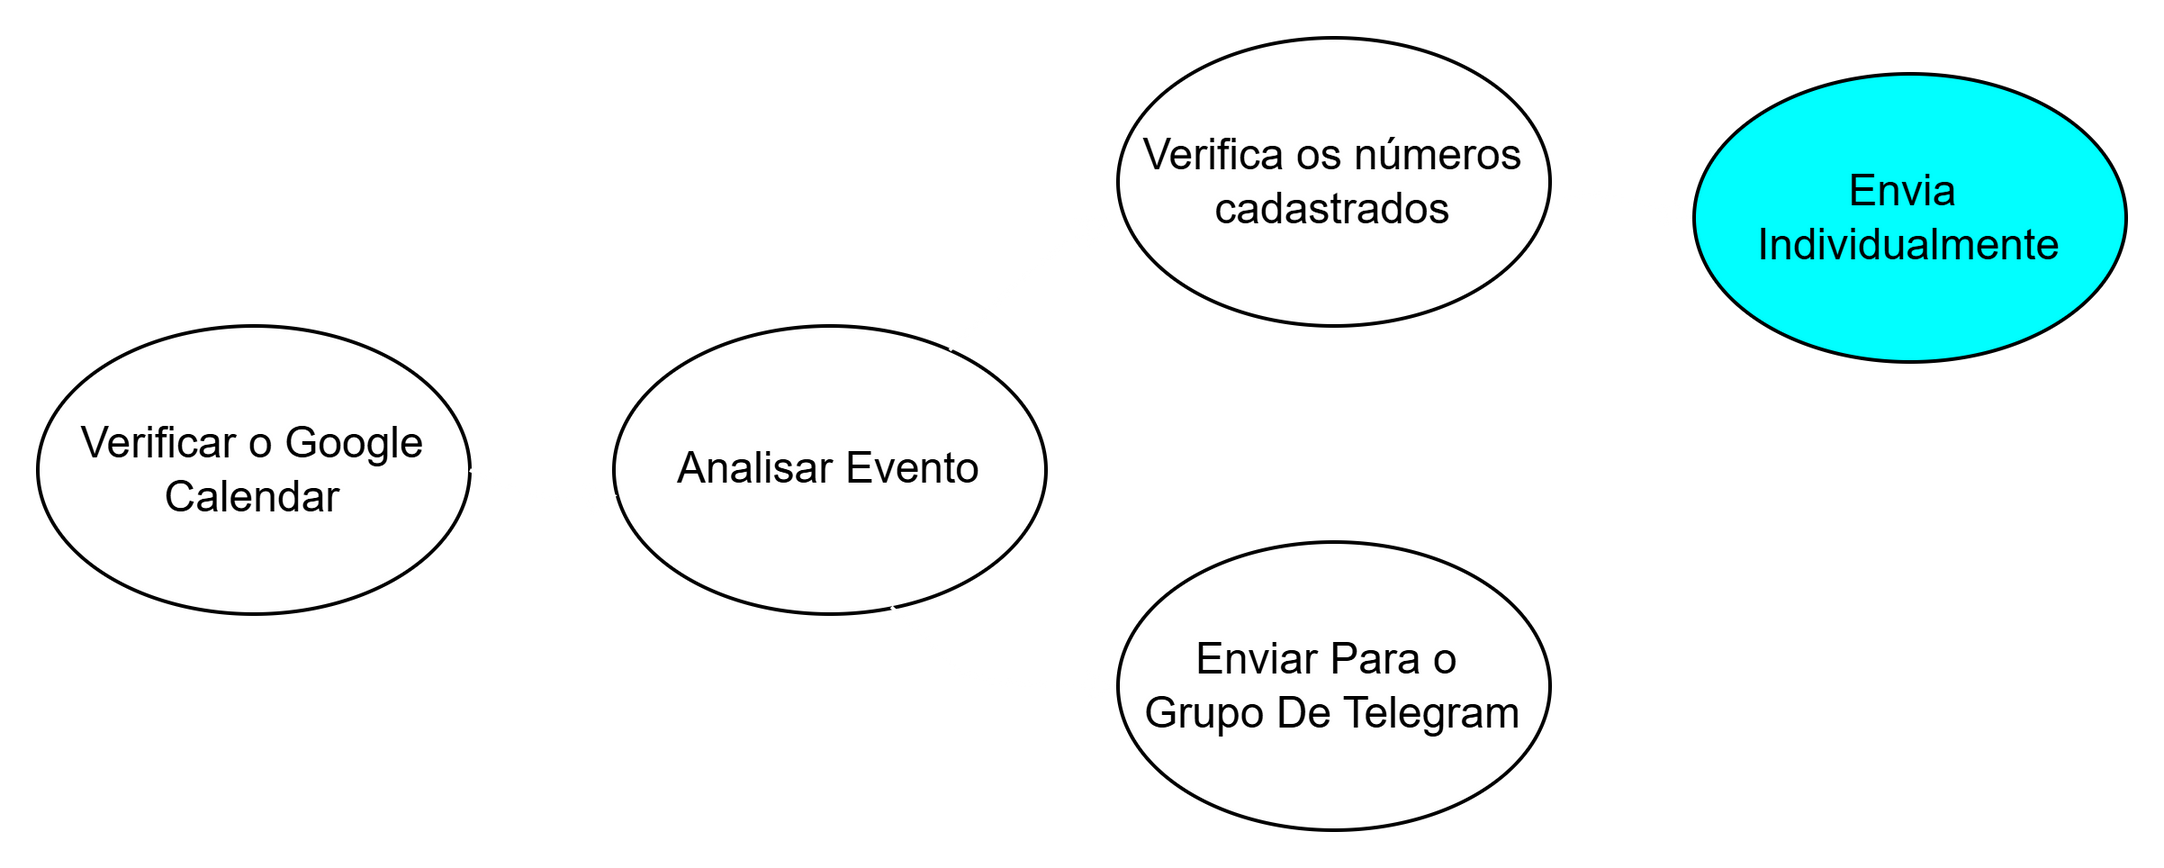 Verificar o Google
Calendar
Analisar Evento
Verifica os números
cadastrados
Envia
Individualmente
Enviar Para o
Grupo De Telegram